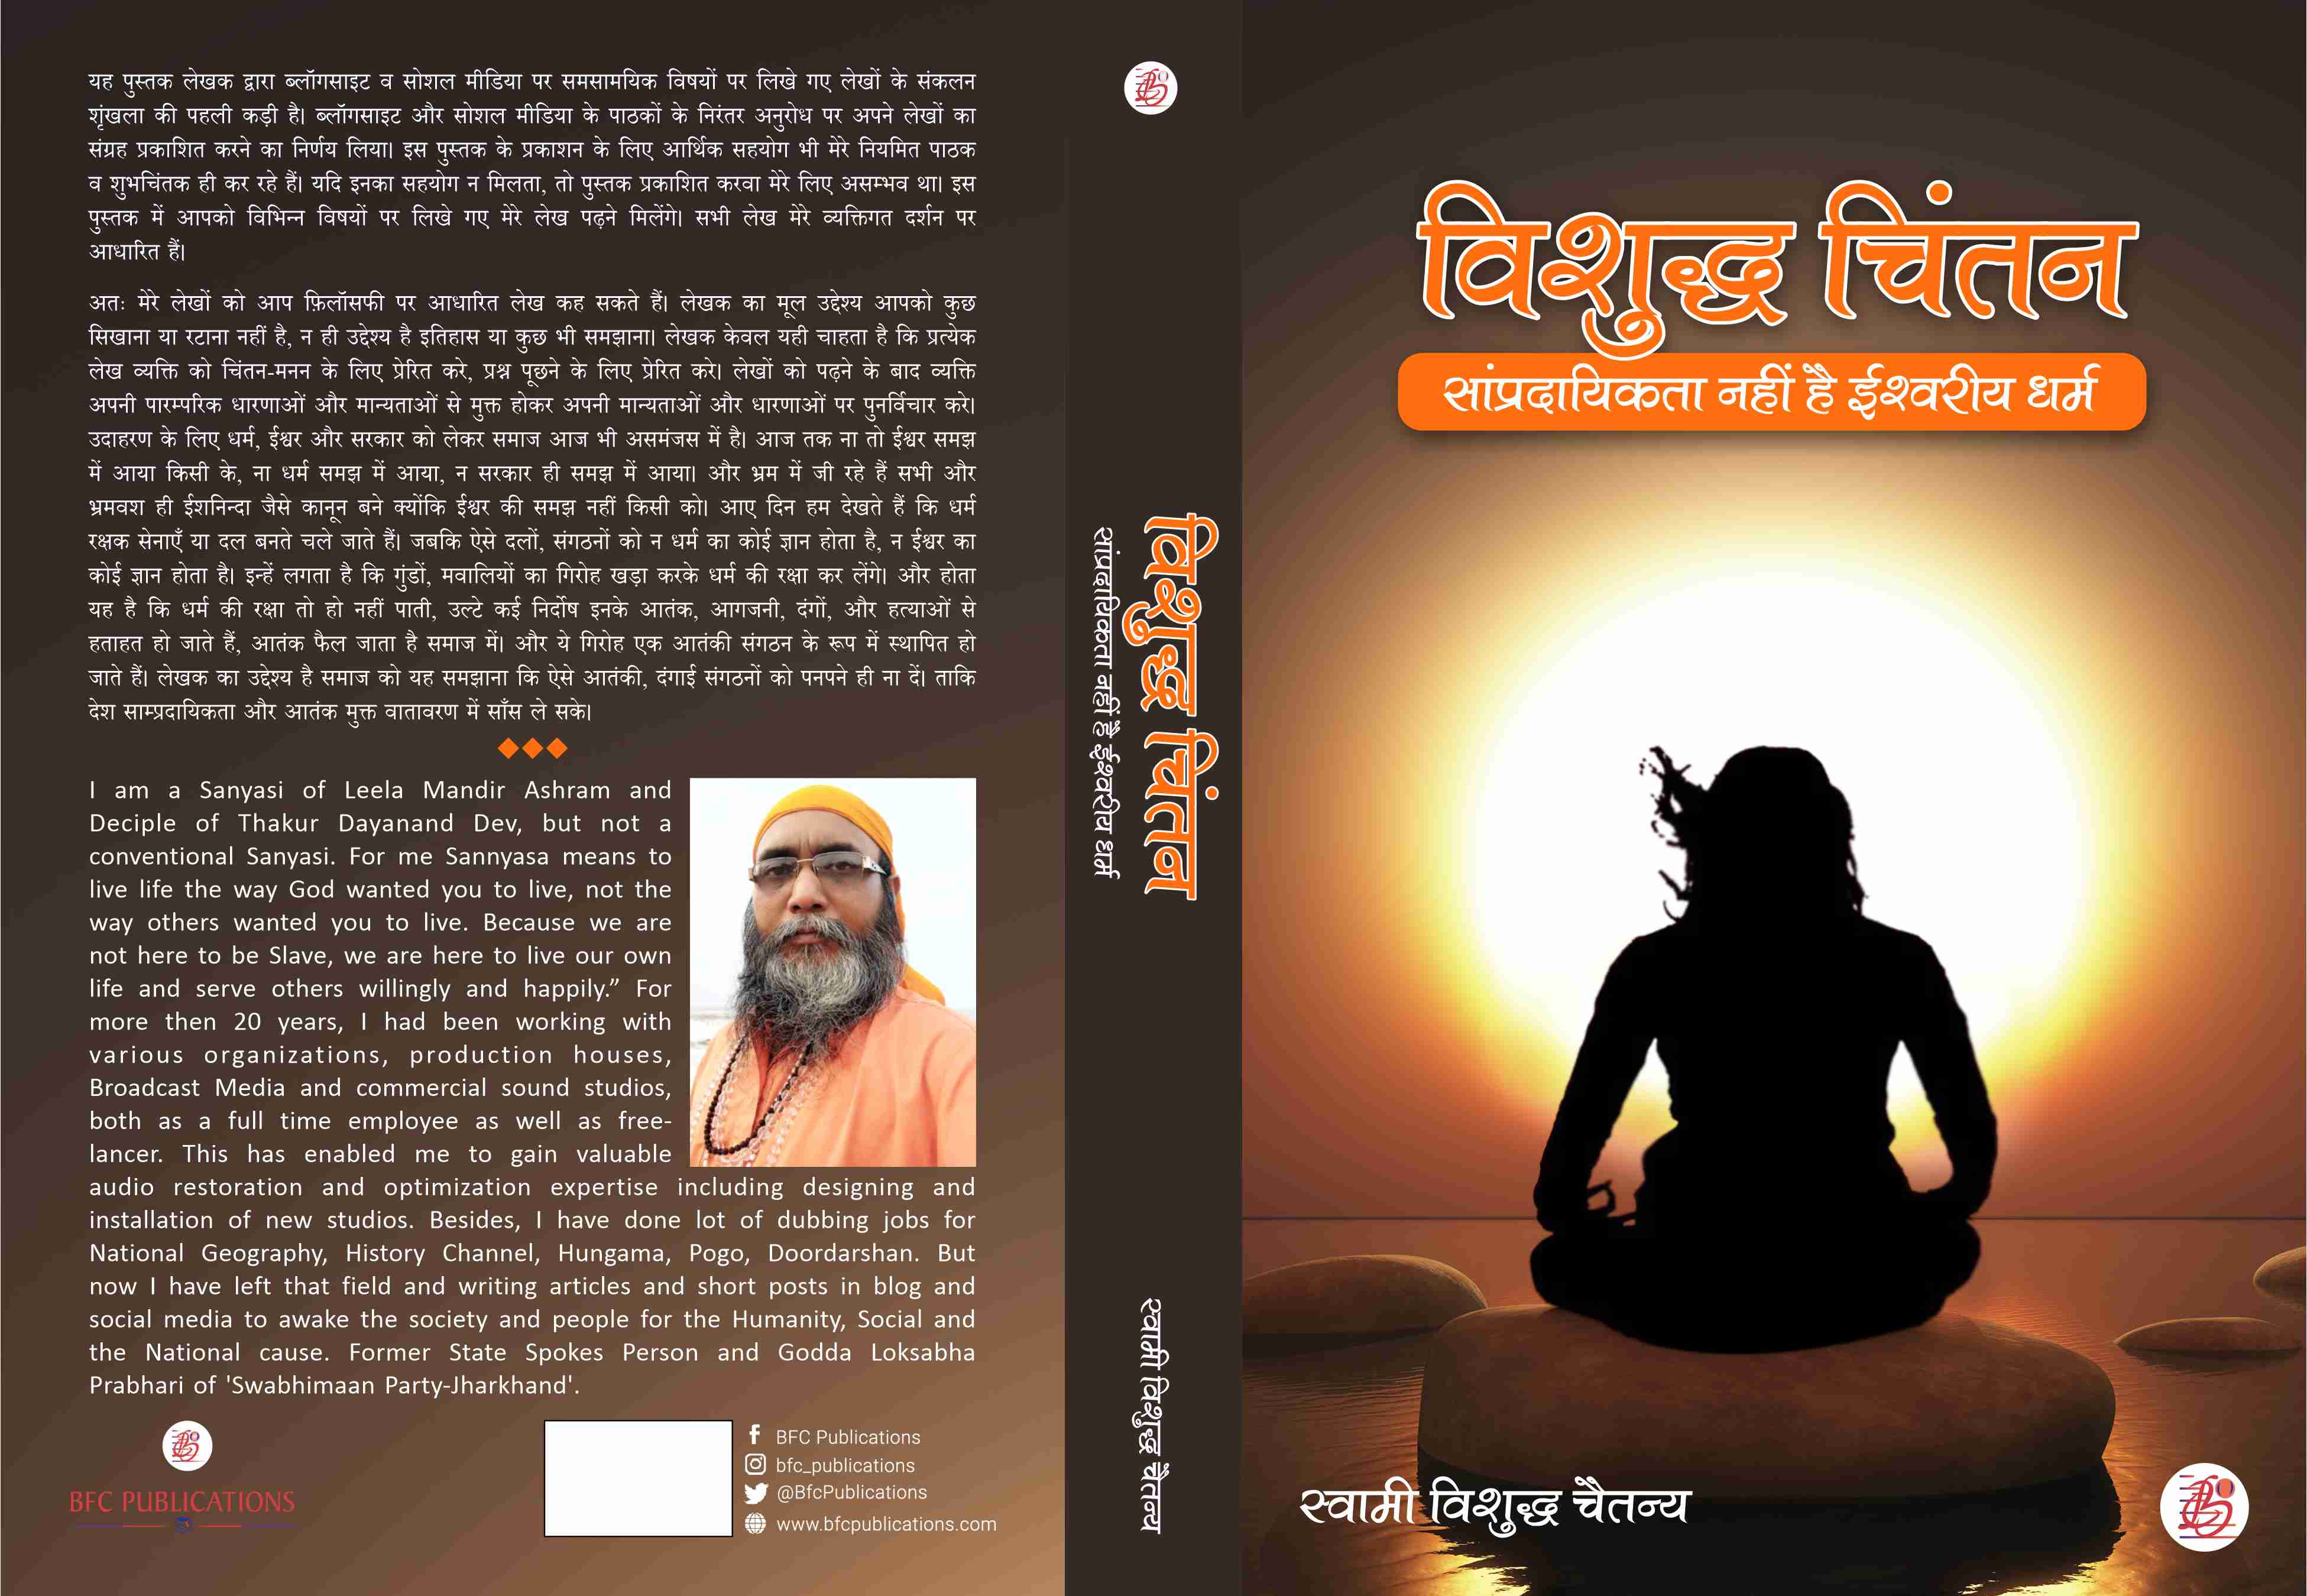 यह पुस्तक लेखक द्वारा ब्लॉगसाइट व सोशल मीडिया पर समसामयिक विषयों पर लिखे गए लेखों के संकलन
शृंखला की पहली कड़ी है। ब्लॉगसाइट और सोशल मीडिया के पाठकों के निरंतर अनुरोध पर अपने लेखों का
संग्रह प्रकाशित करने का निर्णय लिया। इस पुस्तक के प्रकाशन के लिए आर्थिक सहयोग भी मेरे नियमित पाठक
व शुभचिंतक ही कर रहे हैं। यदि इनका सहयोग न मिलता, तो पुस्तक प्रकाशित करवा मेरे लिए असम्भव था। इस
पुस्तक में आपको विभिन्न विषयों पर लिखे गए मेरे लेख पढ़ने मिलेंगे। सभी लेख मेरे व्यक्तिगत दर्शन पर
आधारित हैं।
अतः मेरे लेखों को आप फ़िलॉसफी पर आधारित लेख कह सकते हैं। लेखक का मूल उद्देश्य आपको कुछ
सिखाना या रटाना नहीं है, न ही उद्देश्य है इतिहास या कुछ भी समझाना। लेखक केवल यही चाहता है कि प्रत्येक
लेख व्यक्ति को चिंतन-मनन के लिए प्रेरित करे, प्रश्न पूछने के लिए प्रेरित करे। लेखों को पढ़ने के बाद व्यक्ति
अपनी पारम्परिक धारणाओं और मान्यताओं से मुक्त होकर अपनी मान्यताओं और धारणाओं पर पुनर्विचार करे।
उदाहरण के लिए धर्म, ईश्वर और सरकार को लेकर समाज आज भी असमंजस में है। आज तक ना तो ईश्वर समझ
में आया किसी के, ना धर्म समझ में आया, न सरकार ही समझ में आया। और भ्रम में जी रहे हैं सभी और
भ्रमवश ही ईशनिन्दा जैसे कानून बने क्योंकि ईश्वर की समझ नहीं किसी को। आए दिन हम देखते हैं कि धर्म
रक्षक सेनाएँ या दल बनते चले जाते हैं। जबकि ऐसे दलों, संगठनों को न धर्म का कोई ज्ञान होता है, न ईश्वर का
कोई ज्ञान होता है। इन्हें लगता है कि गुंडों, मवालियों का गिरोह खड़ा करके धर्म की रक्षा कर लेंगे। और होता
यह है कि धर्म की रक्षा तो हो नहीं पाती, उल्टे कई निर्दोष इनके आतंक, आगजनी, दंगों, और हत्याओं से
हताहत हो जाते हैं, आतंक फैल जाता है समाज में। और ये गिरोह एक आतंकी संगठन के रूप में स्थापित हो
जाते हैं। लेखक का उद्देश्य है समाज को यह समझाना कि ऐसे आतंकी, दंगाई संगठनों को पनपने ही ना दें। ताकि
देश साम्प्रदायिकता और आतंक मुक्त वातावरण में साँस ले सके।
I am a Sanyasi of Leela Mandir Ashram and
Deciple of Thakur Dayanand Dev, but not a
conventional Sanyasi. For me Sannyasa means to
live life the way God wanted you to live, not the
way others wanted you to live. Because we are
not here to be Slave, we are here to live our own
life and serve others willingly and happily.” For
more then 20 years, I had been working with
various organizations, production houses,
Broadcast Media and commercial sound studios,
both as a full time employee as well as free-
lancer. This has enabled me to gain valuable
audio restoration and optimization expertise including designing and
installation of new studios. Besides, I have done lot of dubbing jobs for
National Geography, History Channel, Hungama, Pogo, Doordarshan. But
now I have left that field and writing articles and short posts in blog and
social media to awake the society and people for the Humanity, Social and
the National cause. Former State Spokes Person and Godda Loksabha
Prabhari of 'Swabhimaan Party-Jharkhand'.
BFC PUBLICATIONS
BFC Publications
bfc_publications
@BfcPublications
www.bfcpublications.com
विशुद्ध चिंतन
सांप्रदायिकता नहीं है ईश्वरीय धर्म
स्वामी विशुद्ध चैतन्य
विशुद्ध चिंतन
सांप्रदायिकता नहीं है ईश्वरीय धर्म
स्वामी विशुद्ध चैतन्य